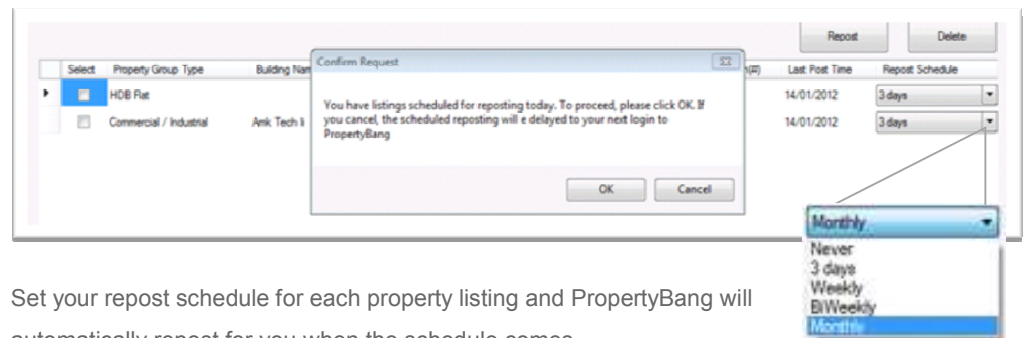 Repost Delete
Select Property Group Type Building Nam Confirm Request Last Post Time Repost Schedule
HDB Flat 14/01/2012 3 days
Commercial / Industrial Amk Tech 14/01/2012 3 days
You have listings scheduled for reposting today. To proceed, please click OK. If
you cancel, the scheduled reposting will e delayed to your next login to
PropertyBang
OK Cancel
Monthly
Never
3 days
Weekly
BiWeekly
Monthly
Set your repost schedule for each property listing and PropertyBang will
automatically repost for you when the schedule comes